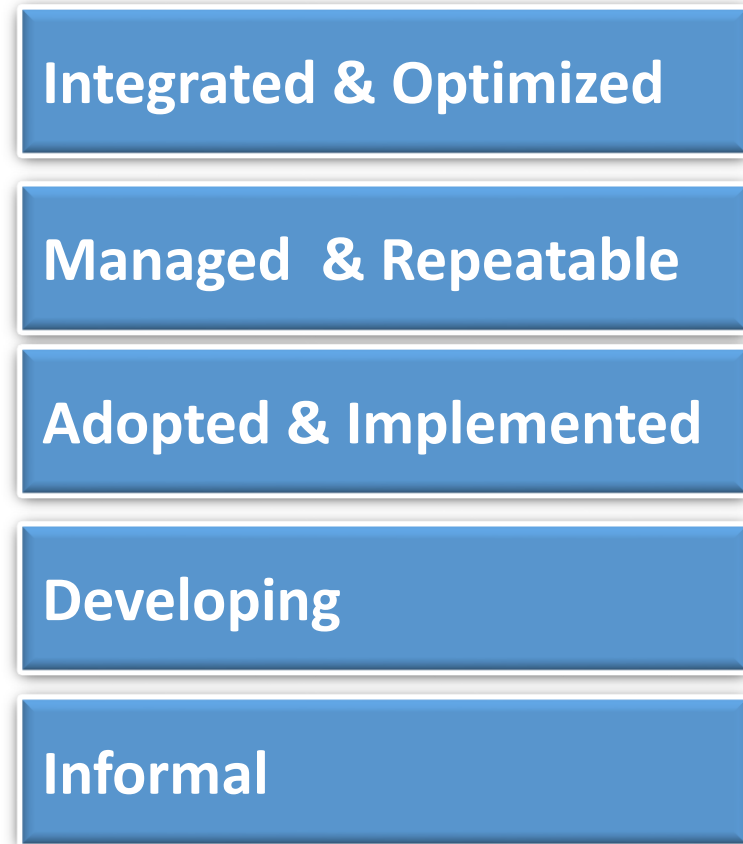 Integrated & Optimized
Managed  & Repeatable
Adopted & Implemented
Developing
Informal